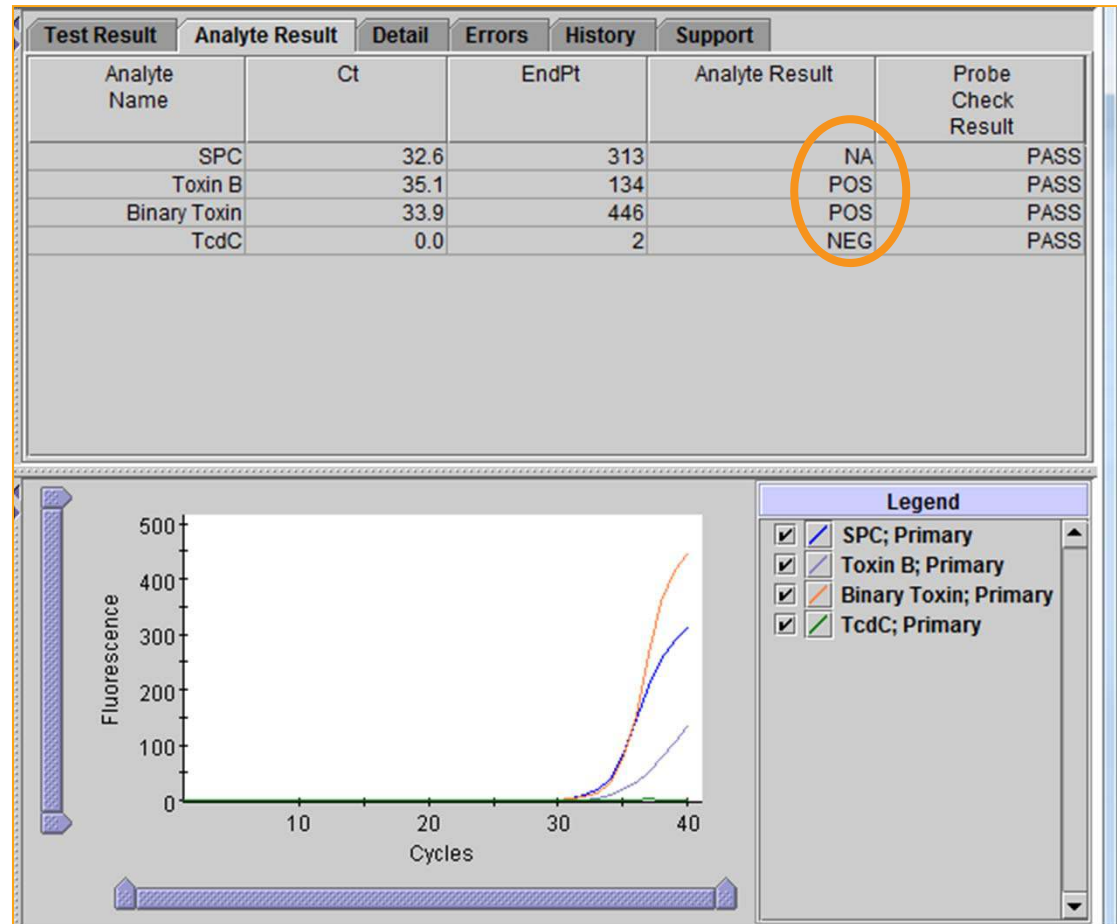 Test Result Analyte Result Detail Errors History Support
Analyte Name Ct EndPt Analyte Result Probe Check Result
SPC 32.6 313 NA PASS
Toxin B 35.1 134 POS PASS
Binary Toxin 33.9 446 POS PASS
TcdC 0.0 2 NEG PASS
Fluorescence
500
400
300
200
100
0
10 20 30 40
Cycles
Legend
SPC; Primary
Toxin B; Primary
Binary Toxin; Primary
TcdC; Primary